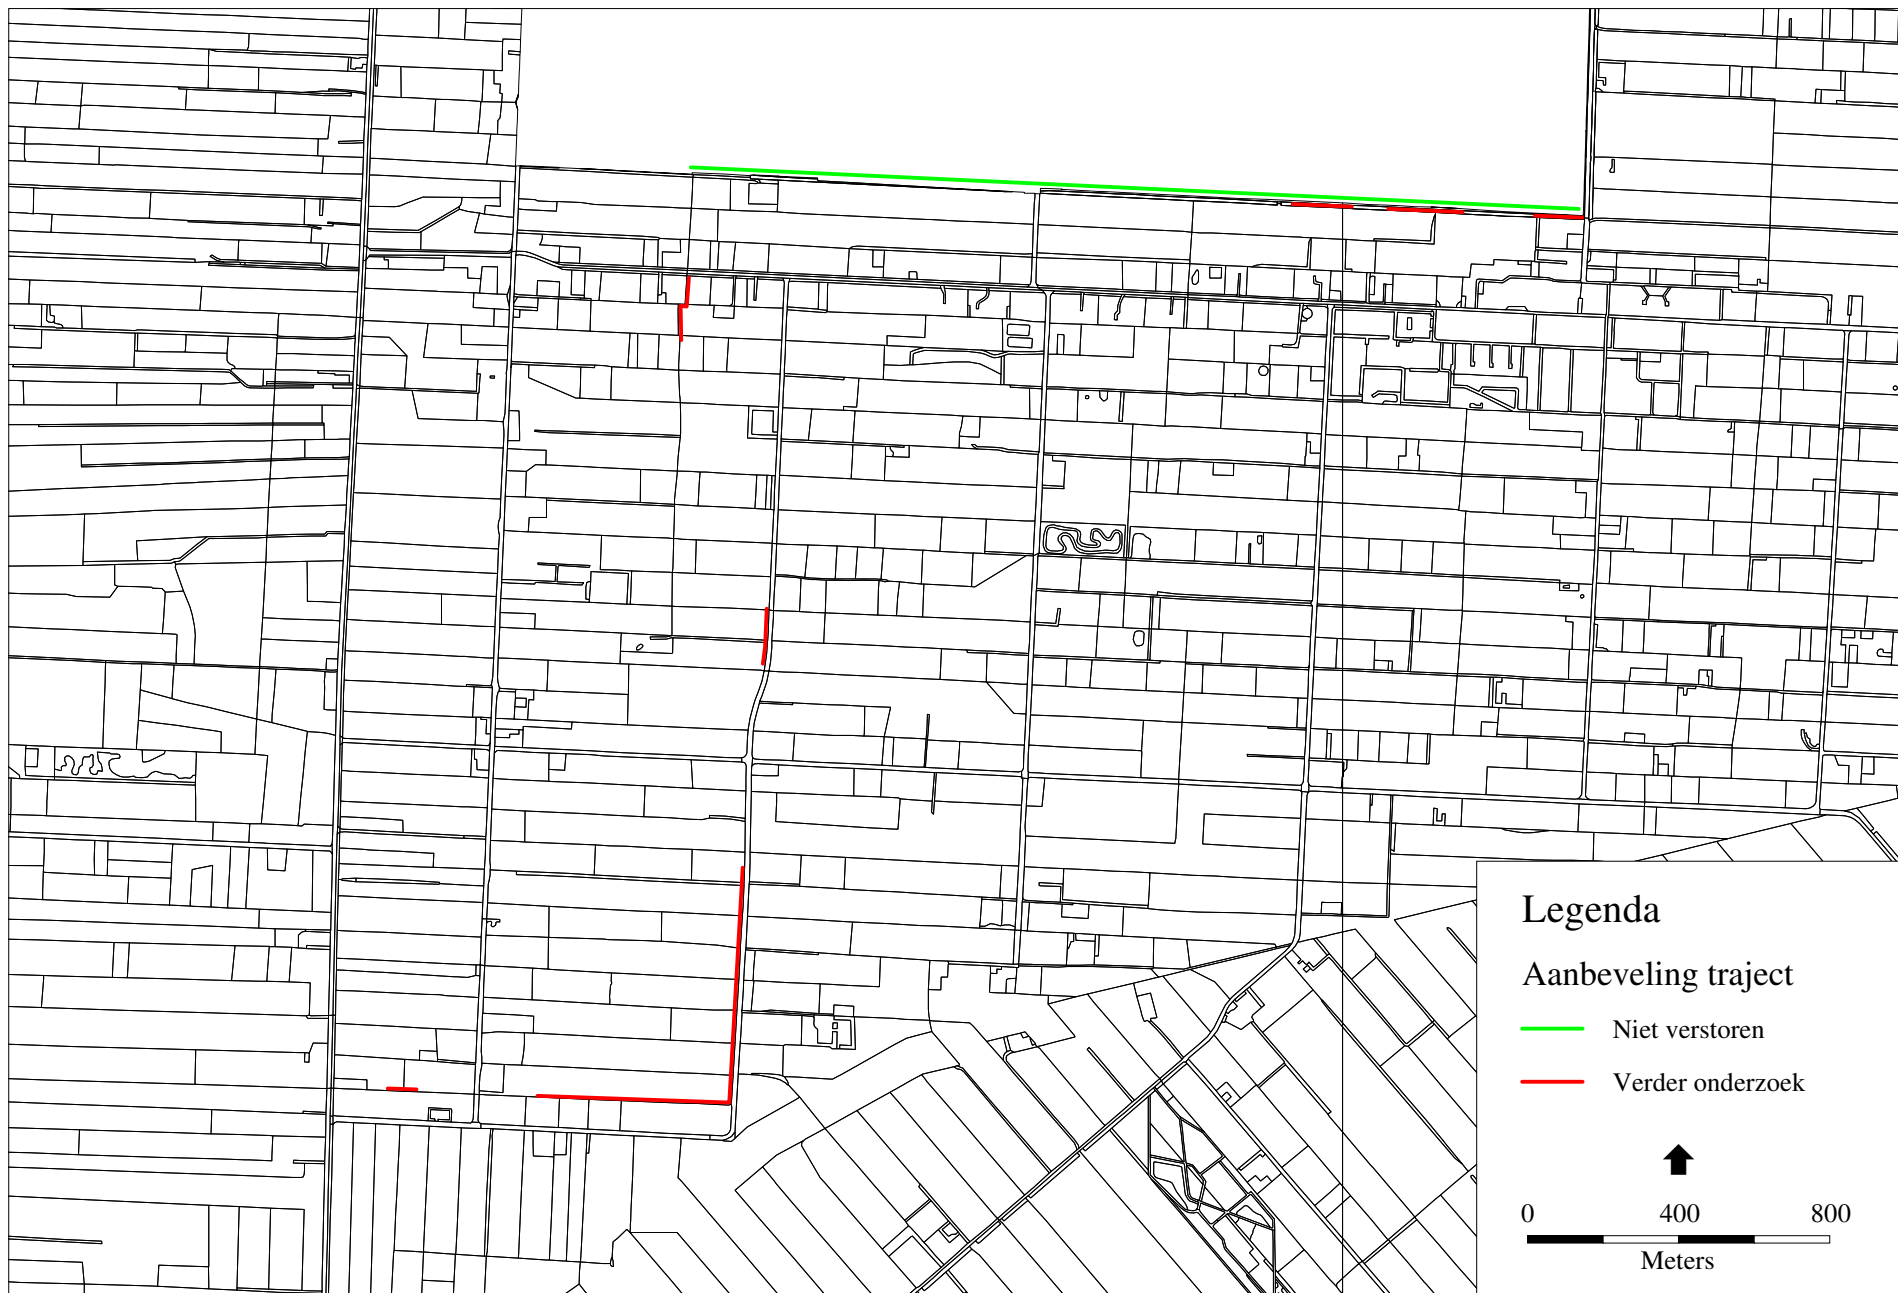 Legenda
Aanbeveling traject
Niet verstoren
Verder onderzoek
0 400 800
Meters